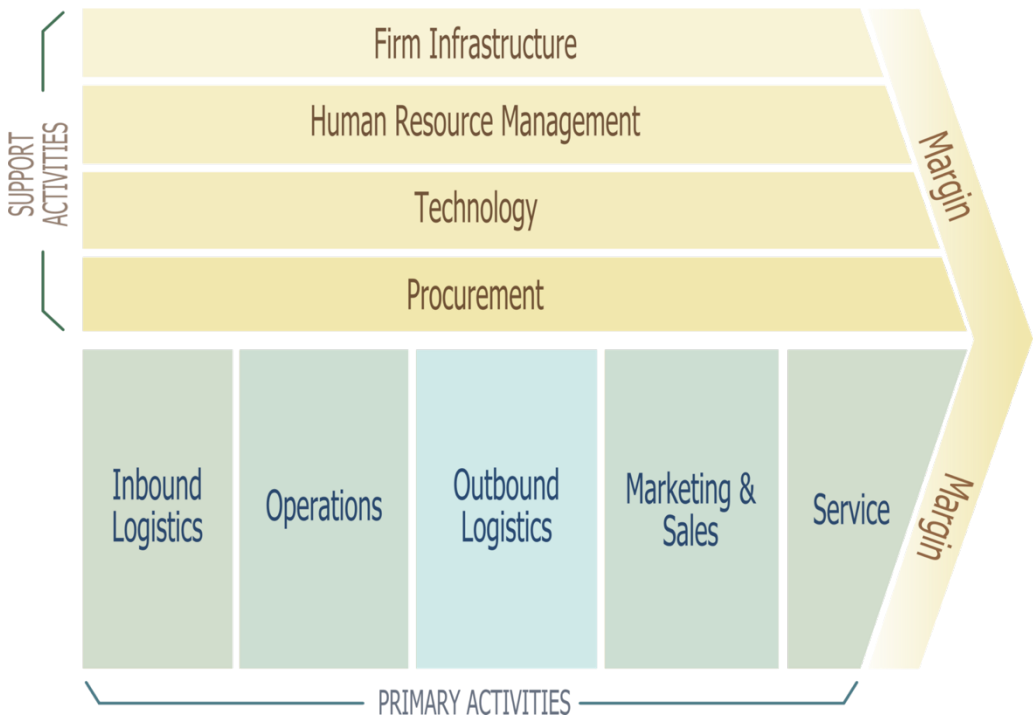 Firm Infrastructure
Human Resource Management
Technology
Procurement
SUPPORT
ACTIVITIES
Margin
Inbound
Logistics
Operations
Outbound
Logistics
Marketing &
Sales
Service
Margin
PRIMARY ACTIVITIES